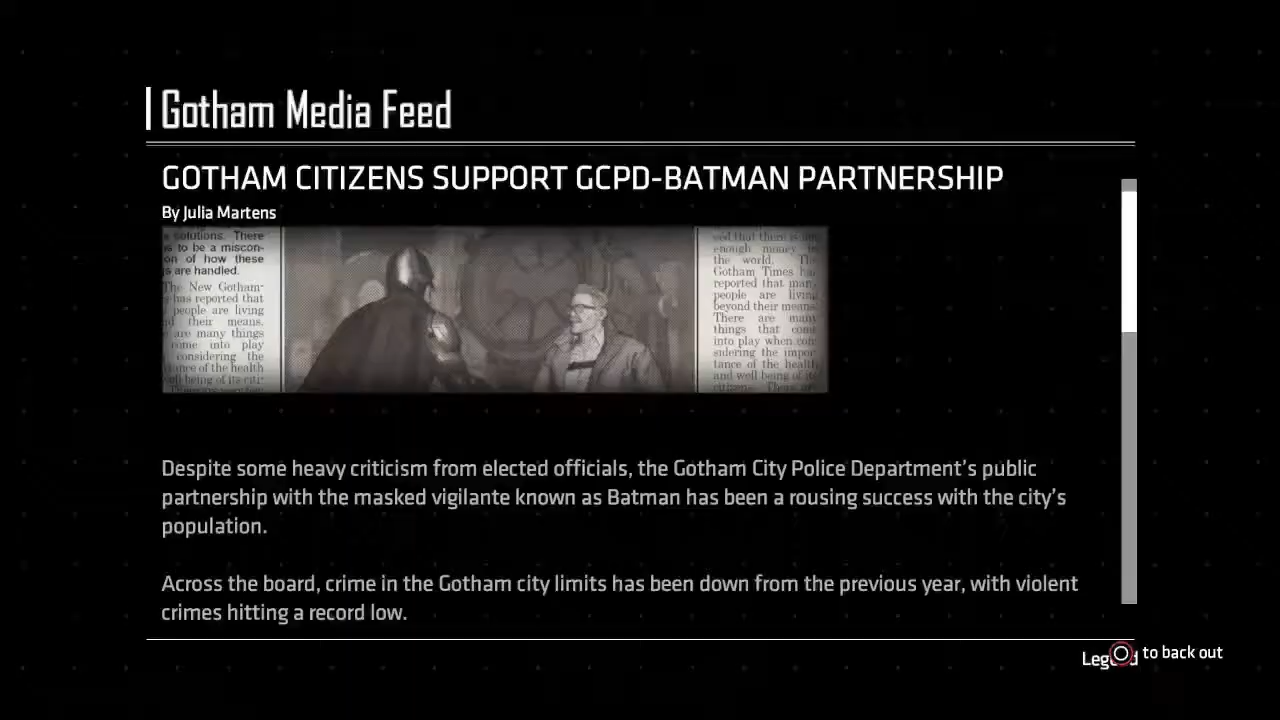 Gotham Media Feed
GOTHAM CITIZENS SUPPORT GCPD-BATMAN PARTNERSHIP
By Julia Martens
solutions. There
to be a miscon-
of how these
are handled.
The New Gotham-
has reported that
people are living
their means.
are many things
come into play
considering the
of the health
well being of its
that there is
enough money in
the world. The
Gotham Times
reported that
people are living
beyond their means
There are many
things that
into play when con-
sidering the impor-
tance of the health
and well being of its
Despite some heavy criticism from elected officials, the Gotham City Police Department's public
partnership with the masked vigilante known as Batman has been a rousing success with the city's
population.
Across the board, crime in the Gotham city limits has been down from the previous year, with violent
crimes hitting a record low.
to back out